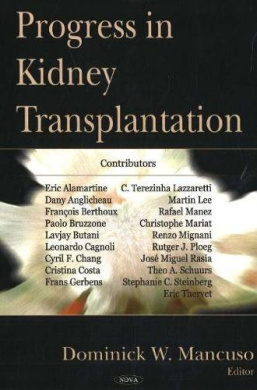 Progress in
Kidney
Transplantation
Contributors
Eric Alamartine
Dany Anglicheau
François Berthoux
Paolo Bruzzone
Lavjay Butani
Leonardo Cagnoli
Cyril F. Chang
Cristina Costa
Frans Gerbens
C. Terezinha Lazzaretti
Martin Lee
Rafael Manez
Christophe Mariat
Renzo Mignani
Rutger J. Ploeg
José Miguel Rasia
Theo A. Schuurs
Stephanie C. Steinberg
Eric Thervet
Dominick W. Mancuso
Editor
NOVA